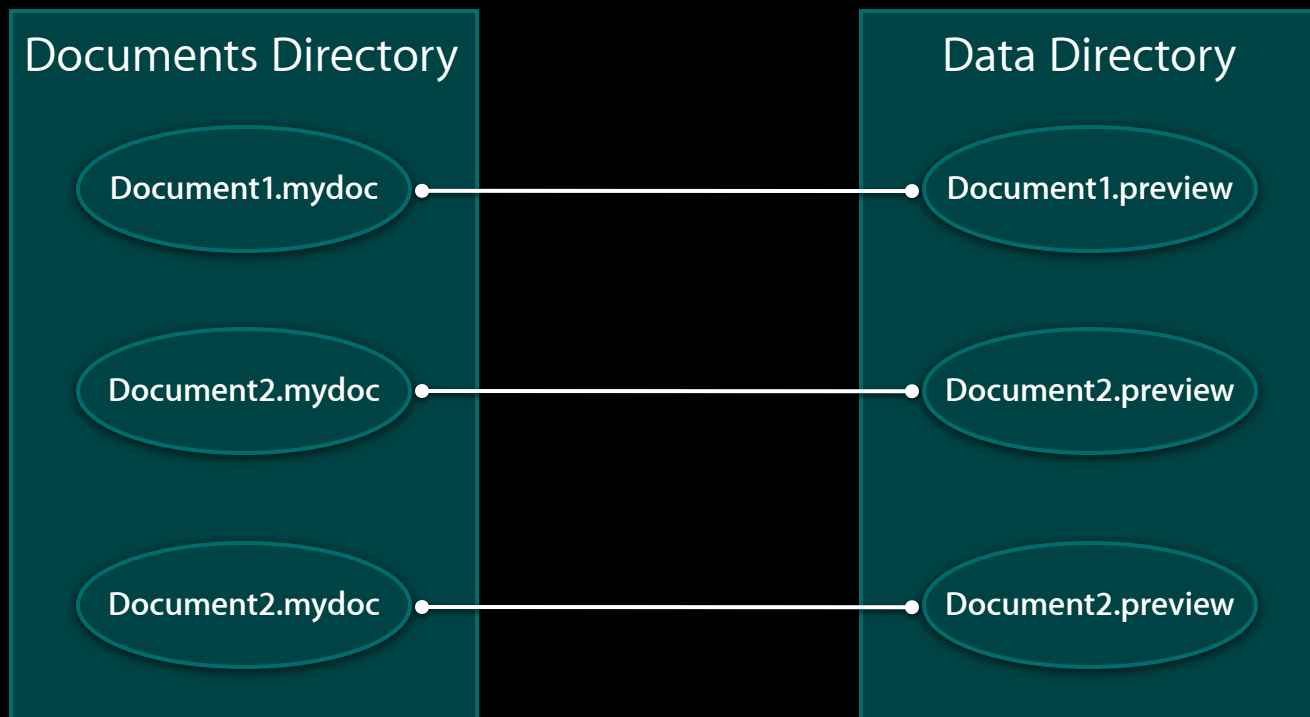 Documents Directory
Data Directory
Document1.mydoc
Document1.preview
Document2.mydoc
Document2.preview
Document2.mydoc
Document2.preview